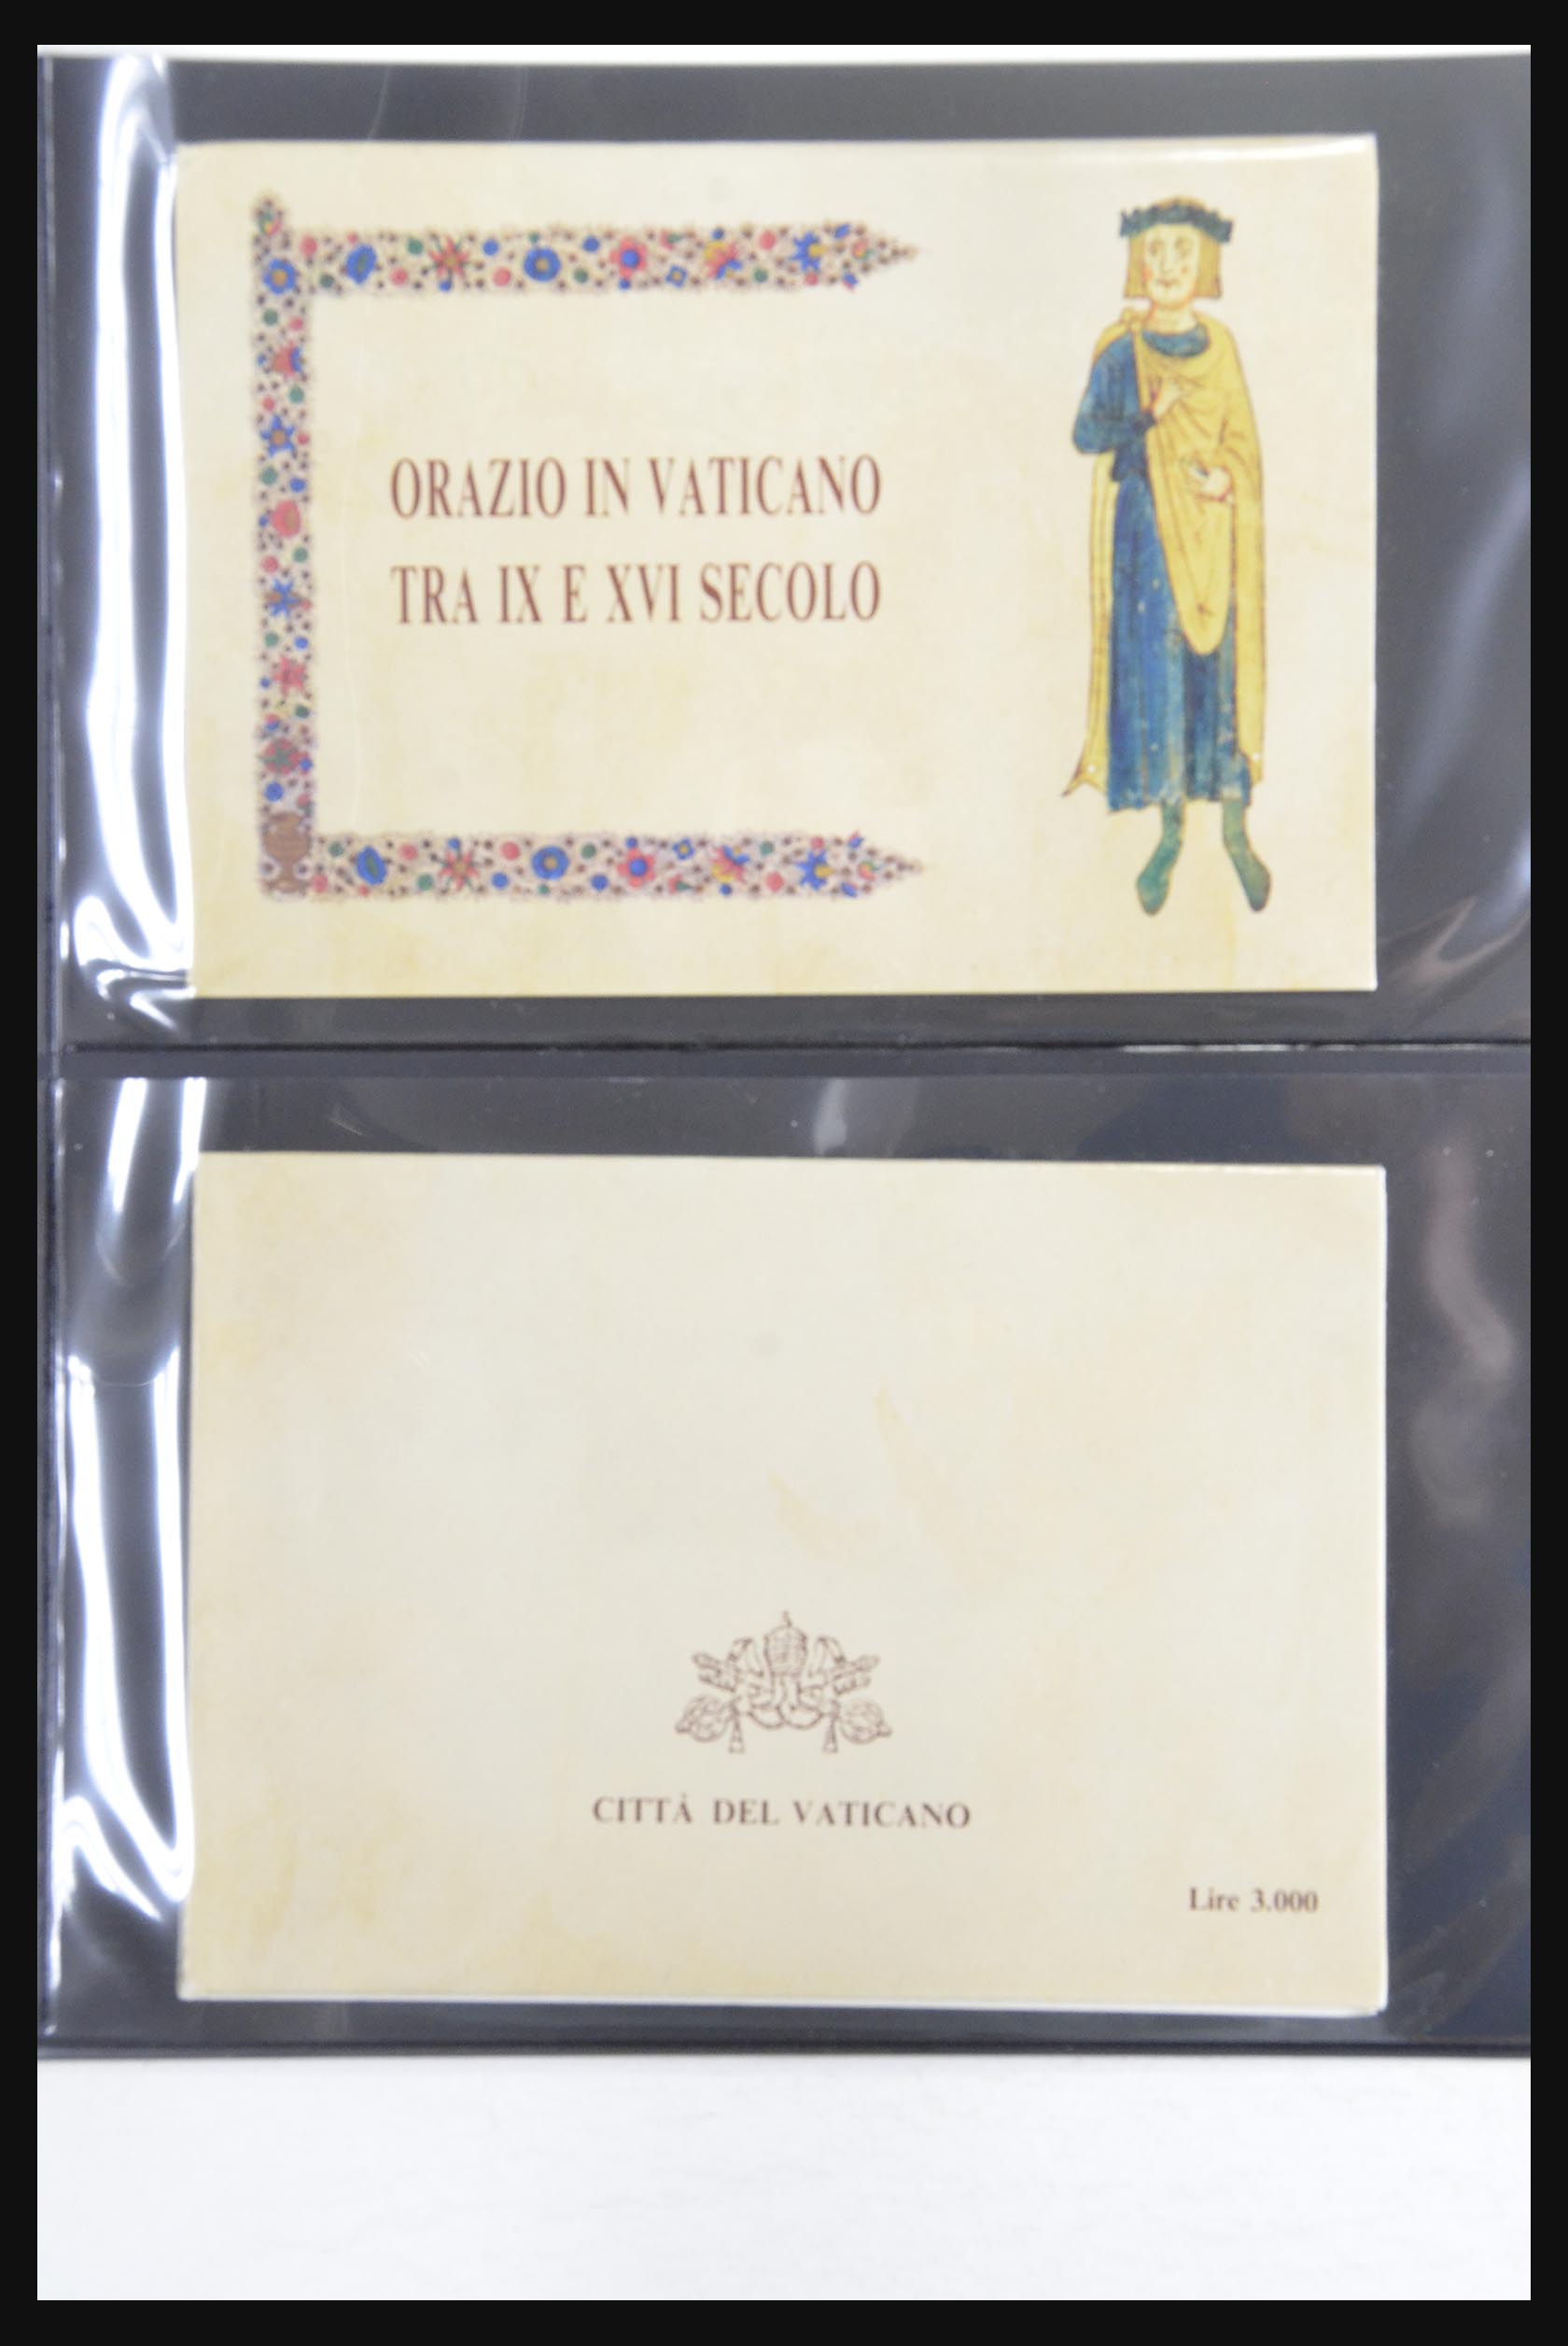 ORAZIO IN VATICANO
TRA IX E XVI SECOLO
CITTÀ DEL VATICANO
Lire 3.000